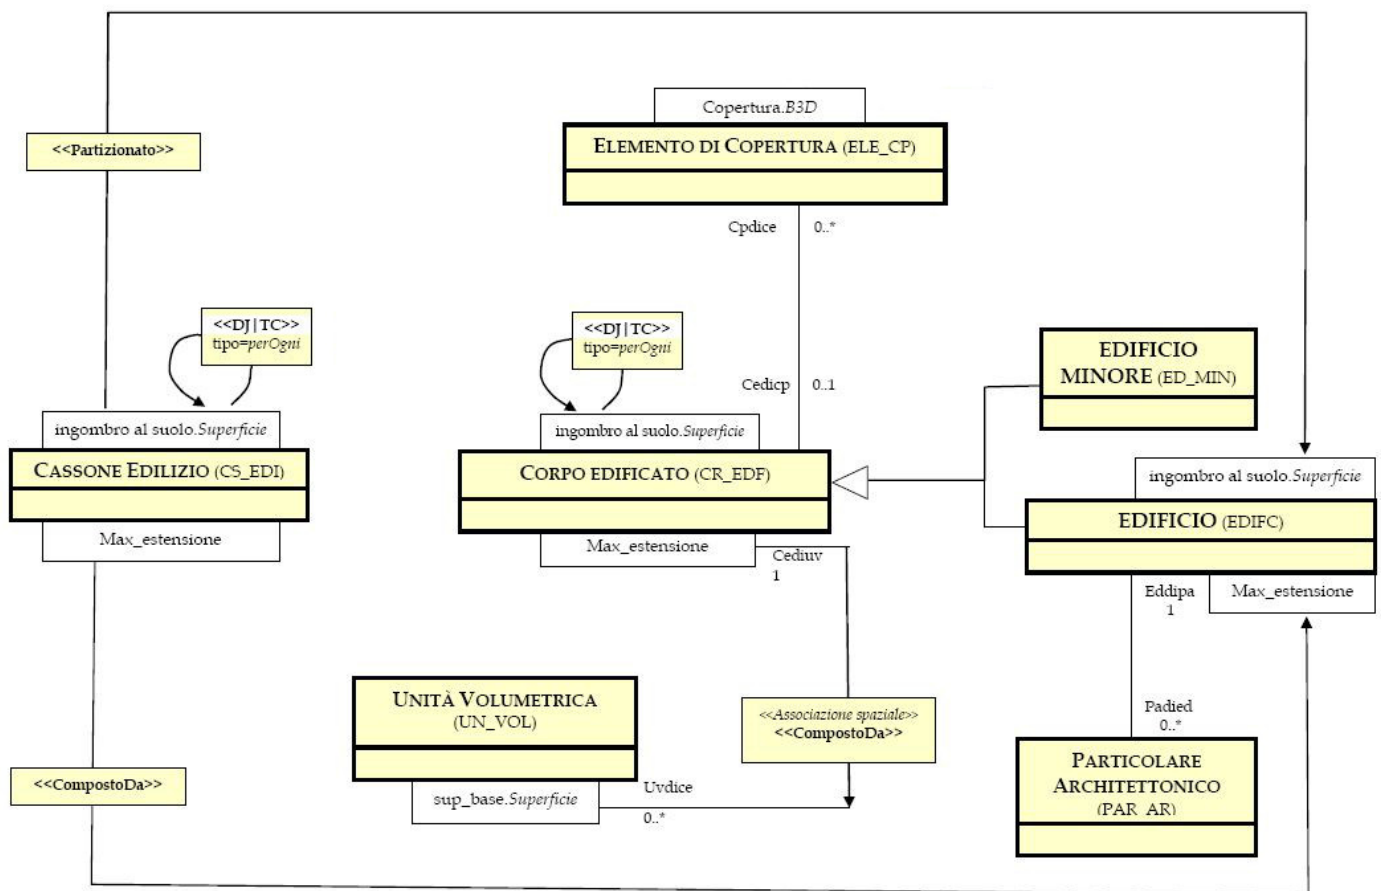 Copertura.B3D
<<Partizionato>>
ELEMENTO DI COPERTURA (ELE_CP)
Cpdice 0..*
<<DJ|TC>>
tipo=perOgni
<<DJ|TC>>
tipo=perOgni
EDIFICIO
MINORE (ED_MIN)
Cedicp 0..1
ingombro al suolo.Superficie
ingombro al suolo.Superficie
CASSONE EDILIZIO (CS_EDI)
CORPO EDIFICATO (CR_EDF)
ingombro al suolo.Superficie
EDIFICIO (EDIFC)
Max_estensione
Max_estensione
Cediuv
1
Eddipa
1
Max_estensione
UNITÀ VOLUMETRICA
(UN_VOL)
<<Associazione spaziale>>
<<CompostoDa>>
Padied
0..*
<<CompostoDa>>
sup_base.Superficie
Uvdice
0..*
PARTICOLARE
ARCHITETTONICO
(PAR_AR)